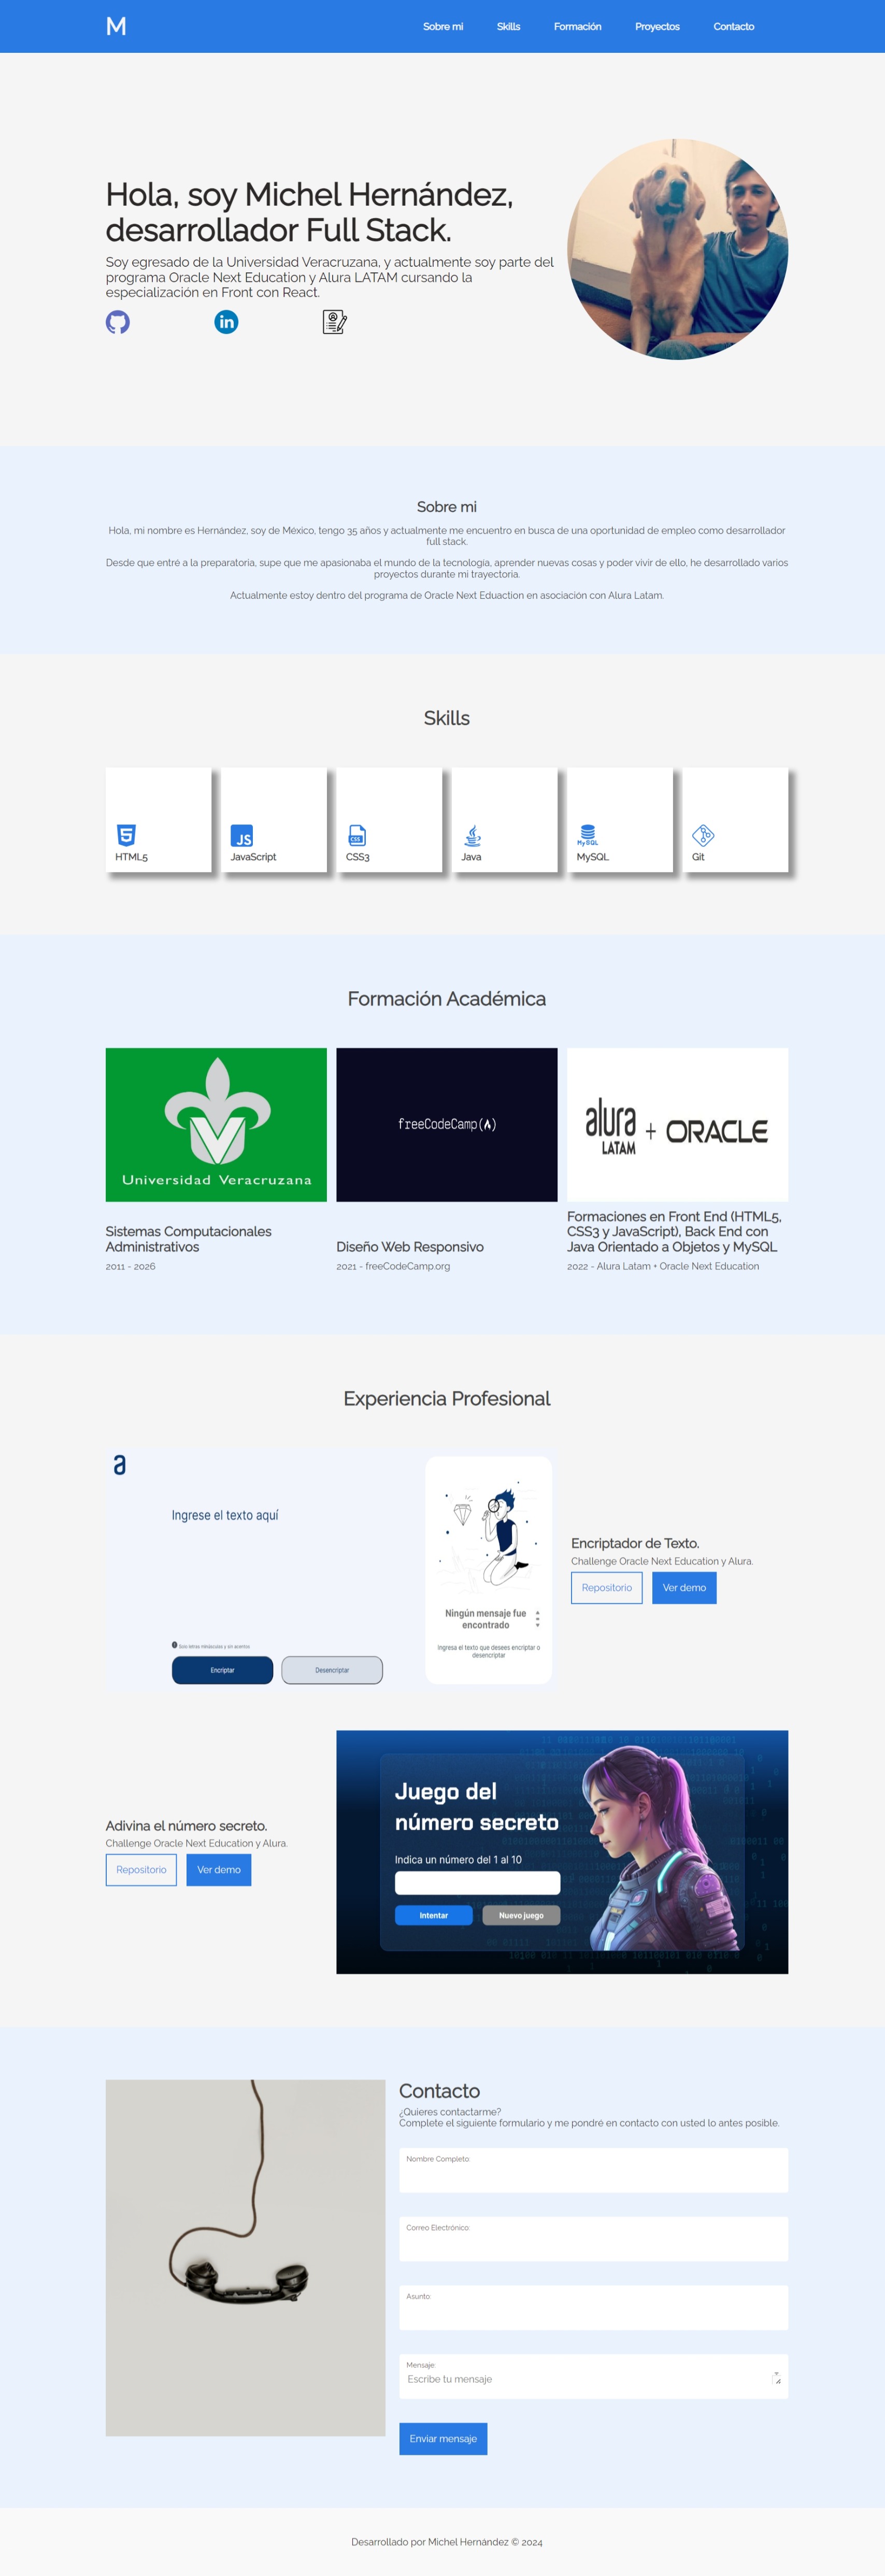 M
Sobre mi
Skills
Formación
Proyectos
Contacto
Hola, soy Michel Hernández,
desarrollador Full Stack.
Soy egresado de la Universidad Veracruzana, y actualmente soy parte del
programa Oracle Next Education y Alura LATAM cursando la
especialización en Front con React.
in
Sobre mi
Hola, mi nombre es Hernández, soy de México, tengo 35 años y actualmente me encuentro en busca de una oportunidad de empleo como desarrollador
full stack.
Desde que entré a la preparatoria, supe que me apasionaba el mundo de la tecnología, aprender nuevas cosas y poder vivir de ello, he desarrollado varios
proyectos durante mi trayectoria.
Actualmente estoy dentro del programa de Oracle Next Eduaction en asociación con Alura Latam.
Skills
5
HTML5
JS
JavaScript
CSS
CSS3
Java
MySQL
MySQL
Git
Formación Académica
Universidad Veracruzana
Sistemas Computacionales
Administrativos
2011 - 2026
freeCodeCamp(🔥)
Diseño Web Responsivo
2021 - freeCodeCamp.org
alura
LATAM
+ ORACLE
Formaciones en Front End (HTML5,
CSS3 y JavaScript), Back End con
Java Orientado a Objetos y MySQL
2022 - Alura Latam + Oracle Next Education
Experiencia Profesional
a
Ingrese el texto aquí
Solo letras minúsculas y sin acentos
Encriptar
Desencriptar
Ningún mensaje fue
encontrado
Ingresa el texto que desees encriptar o
desencriptar
Encriptador de Texto.
Challenge Oracle Next Education y Alura.
Repositorio
Ver demo
Adivina el número secreto.
Challenge Oracle Next Education y Alura.
Repositorio
Ver demo
Juego del
número secreto
Indica un número del 1 al 10
Intentar
Nuevo juego
Contacto
¿Quieres contactarme?
Complete el siguiente formulario y me pondré en contacto con usted lo antes posible.
Nombre Completo:
Correo Electrónico:
Asunto:
Mensaje:
Escribe tu mensaje
Enviar mensaje
Desarrollado por Michel Hernández © 2024